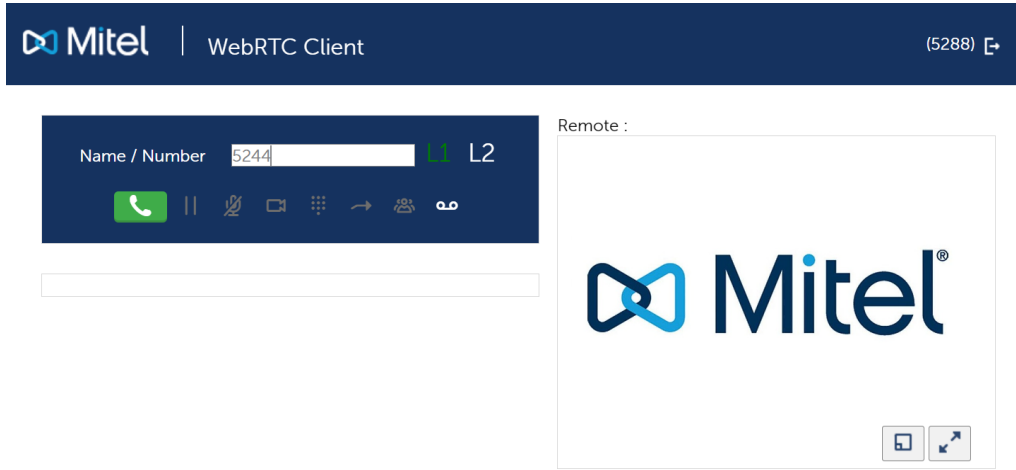 Mitel WebRTC Client (5288)
Name / Number 5244 L1 L2
Remote :
Mitel®